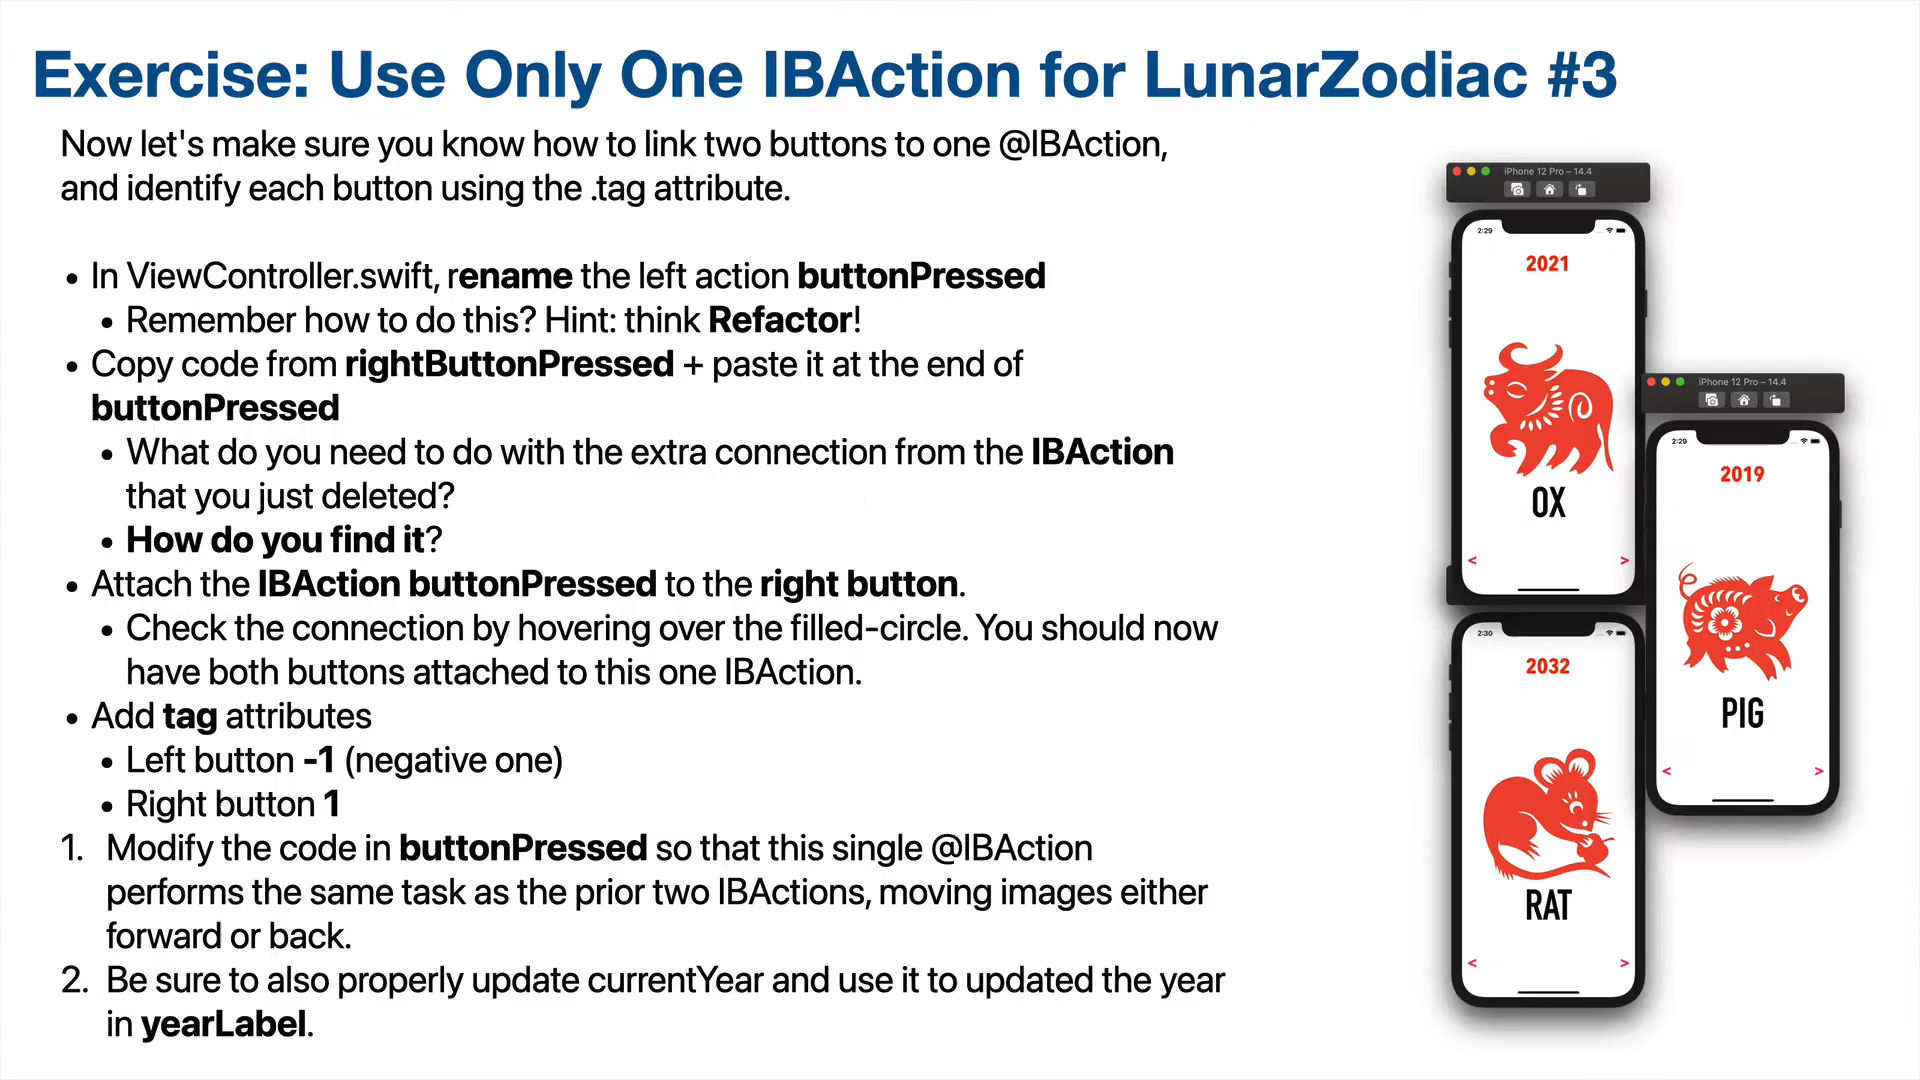 Exercise: Use Only One IBAction for LunarZodiac #3
Now let's make sure you know how to link two buttons to one @IBAction,
and identify each button using the .tag attribute.
• In ViewController.swift, rename the left action buttonPressed
• Remember how to do this? Hint: think Refactor!
• Copy code from rightButtonPressed + paste it at the end of
buttonPressed
• What do you need to do with the extra connection from the IBAction
that you just deleted?
• How do you find it?
• Attach the IBAction buttonPressed to the right button.
• Check the connection by hovering over the filled-circle. You should now
have both buttons attached to this one IBAction.
• Add tag attributes
• Left button -1 (negative one)
• Right button 1
1. Modify the code in buttonPressed so that this single @IBAction
performs the same task as the prior two IBActions, moving images either
forward or back.
2. Be sure to also properly update currentYear and use it to updated the year
in yearLabel.
iPhone 12 Pro – 14.4
2:29
2021
OX
< >
iPhone 12 Pro – 14.4
2:29
2019
PIG
< >
2:30
2032
RAT
< >